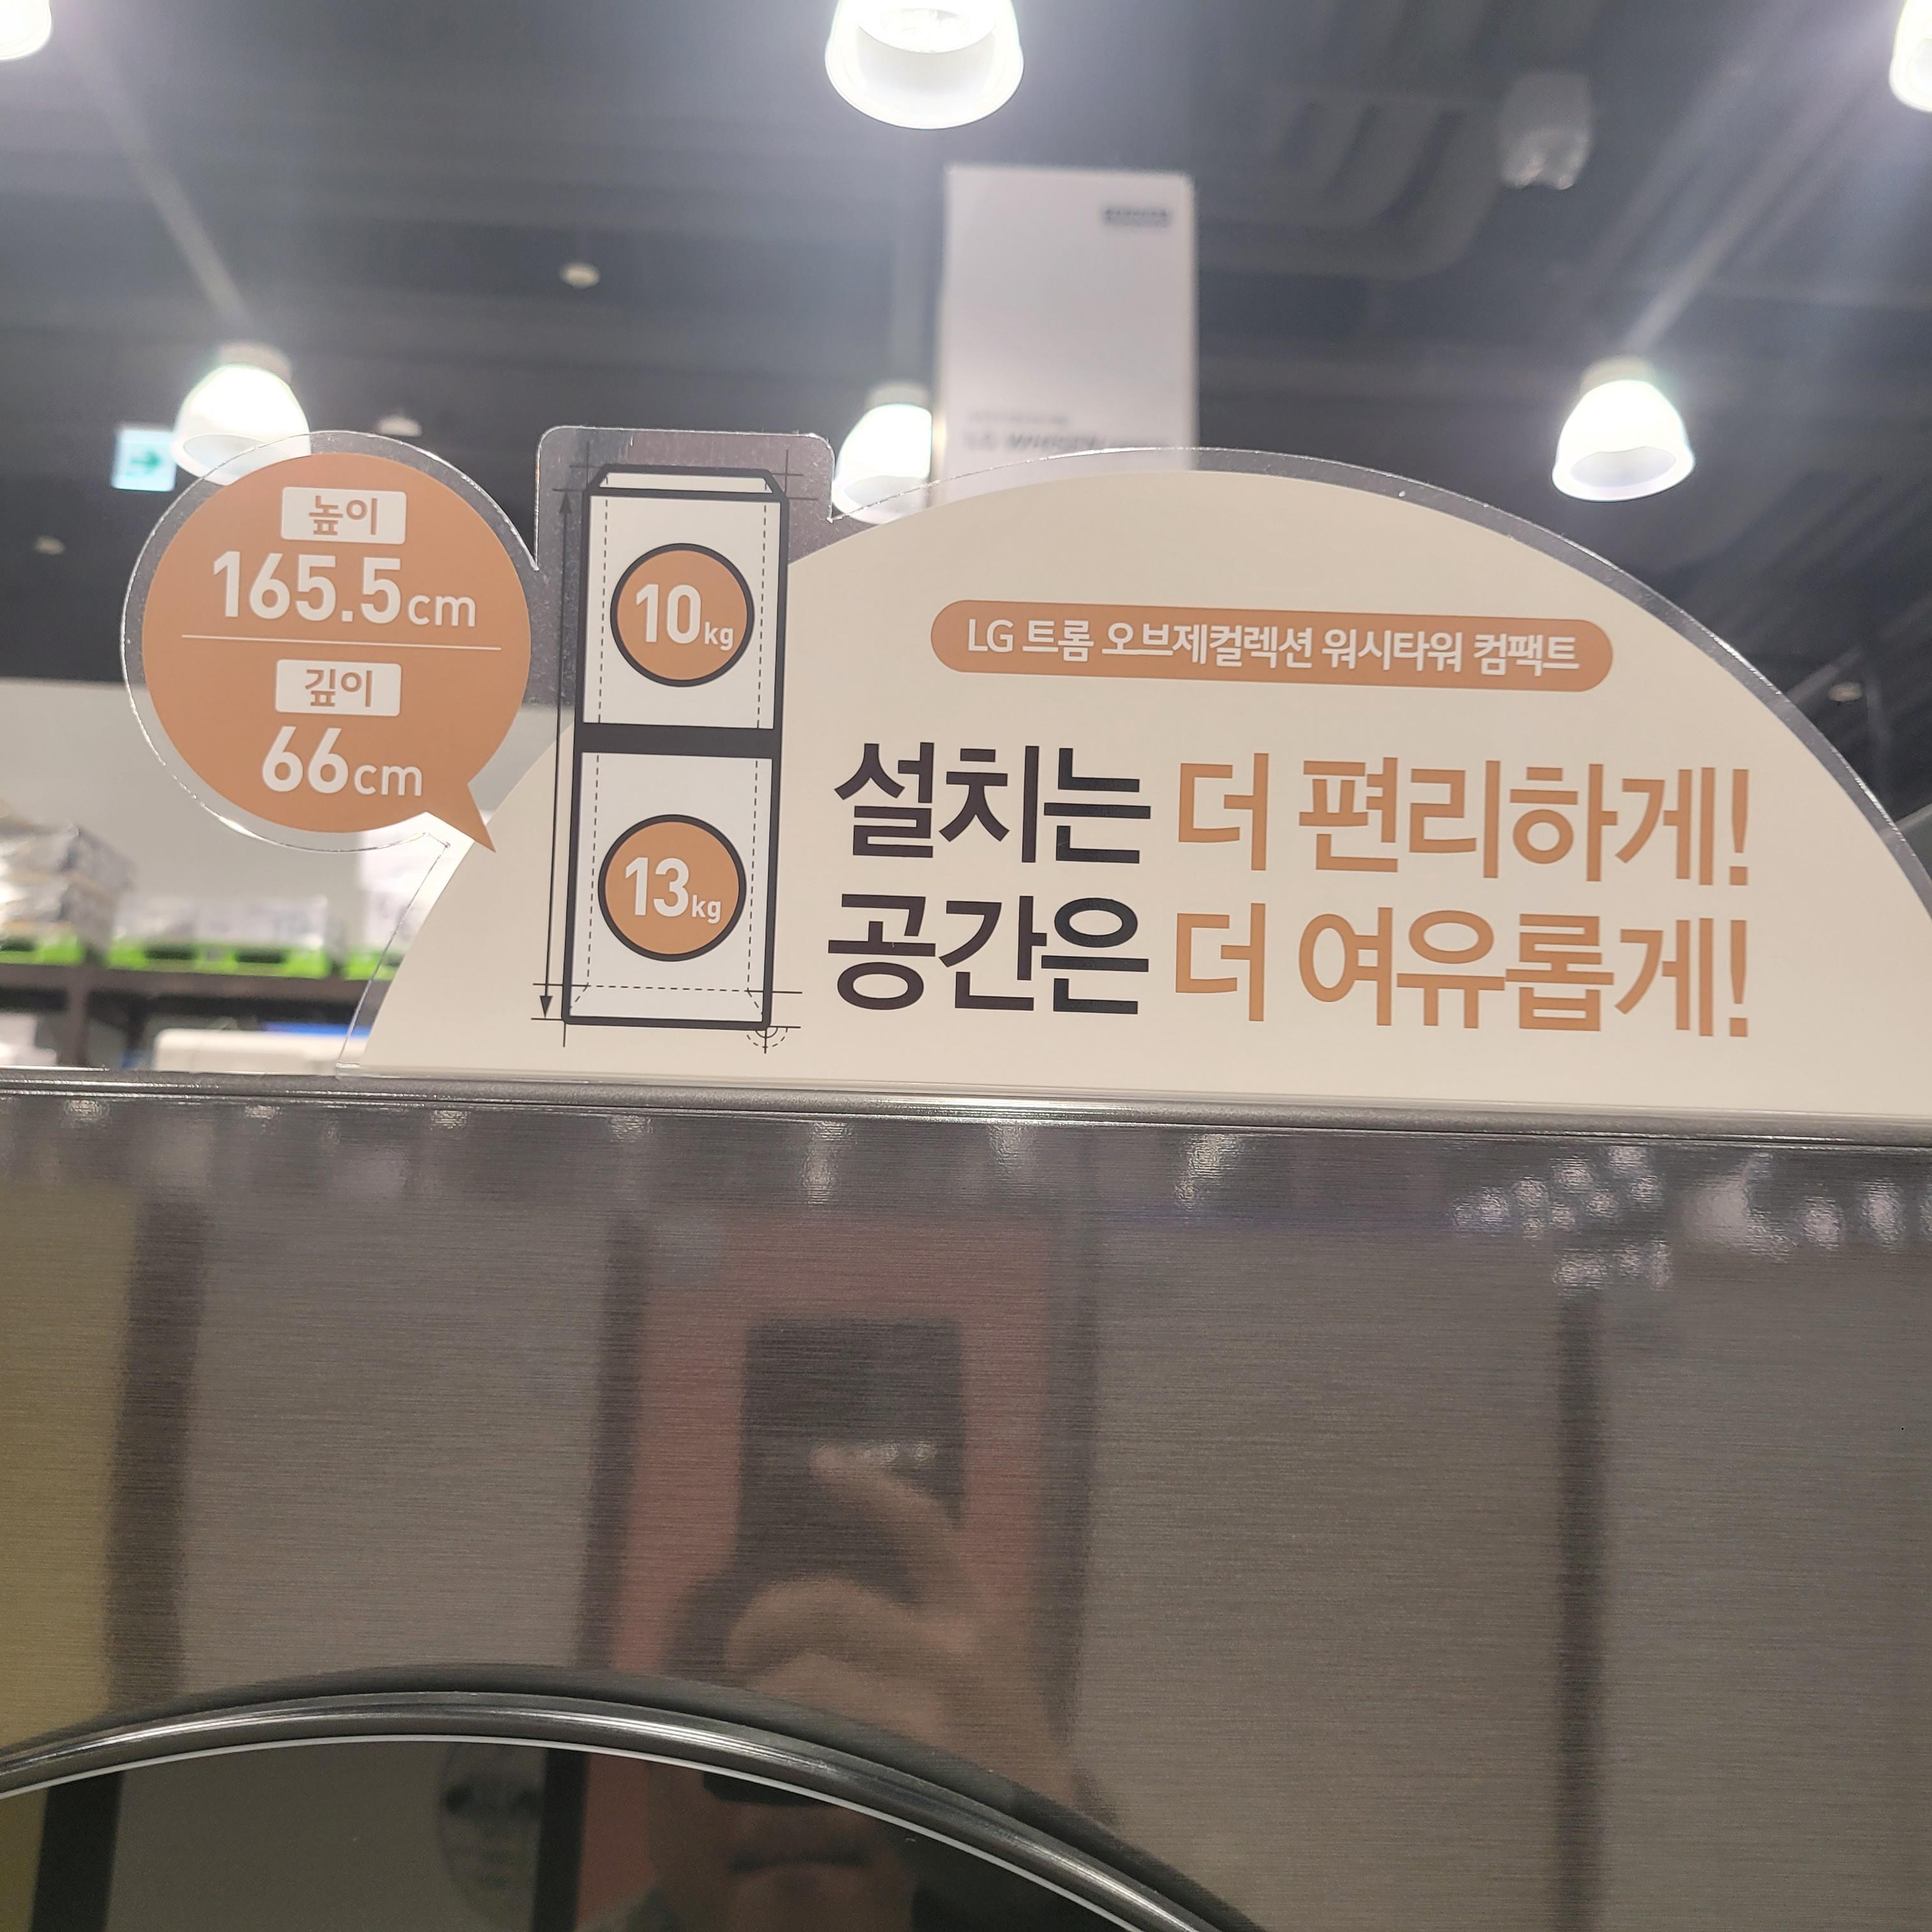 높이
165.5cm
깊이
66cm
10kg
13kg
LG 트롬 오브제컬렉션 워시타워 컴팩트
설치는 더 편리하게!
공간은 더 여유롭게!
LG WHISEN